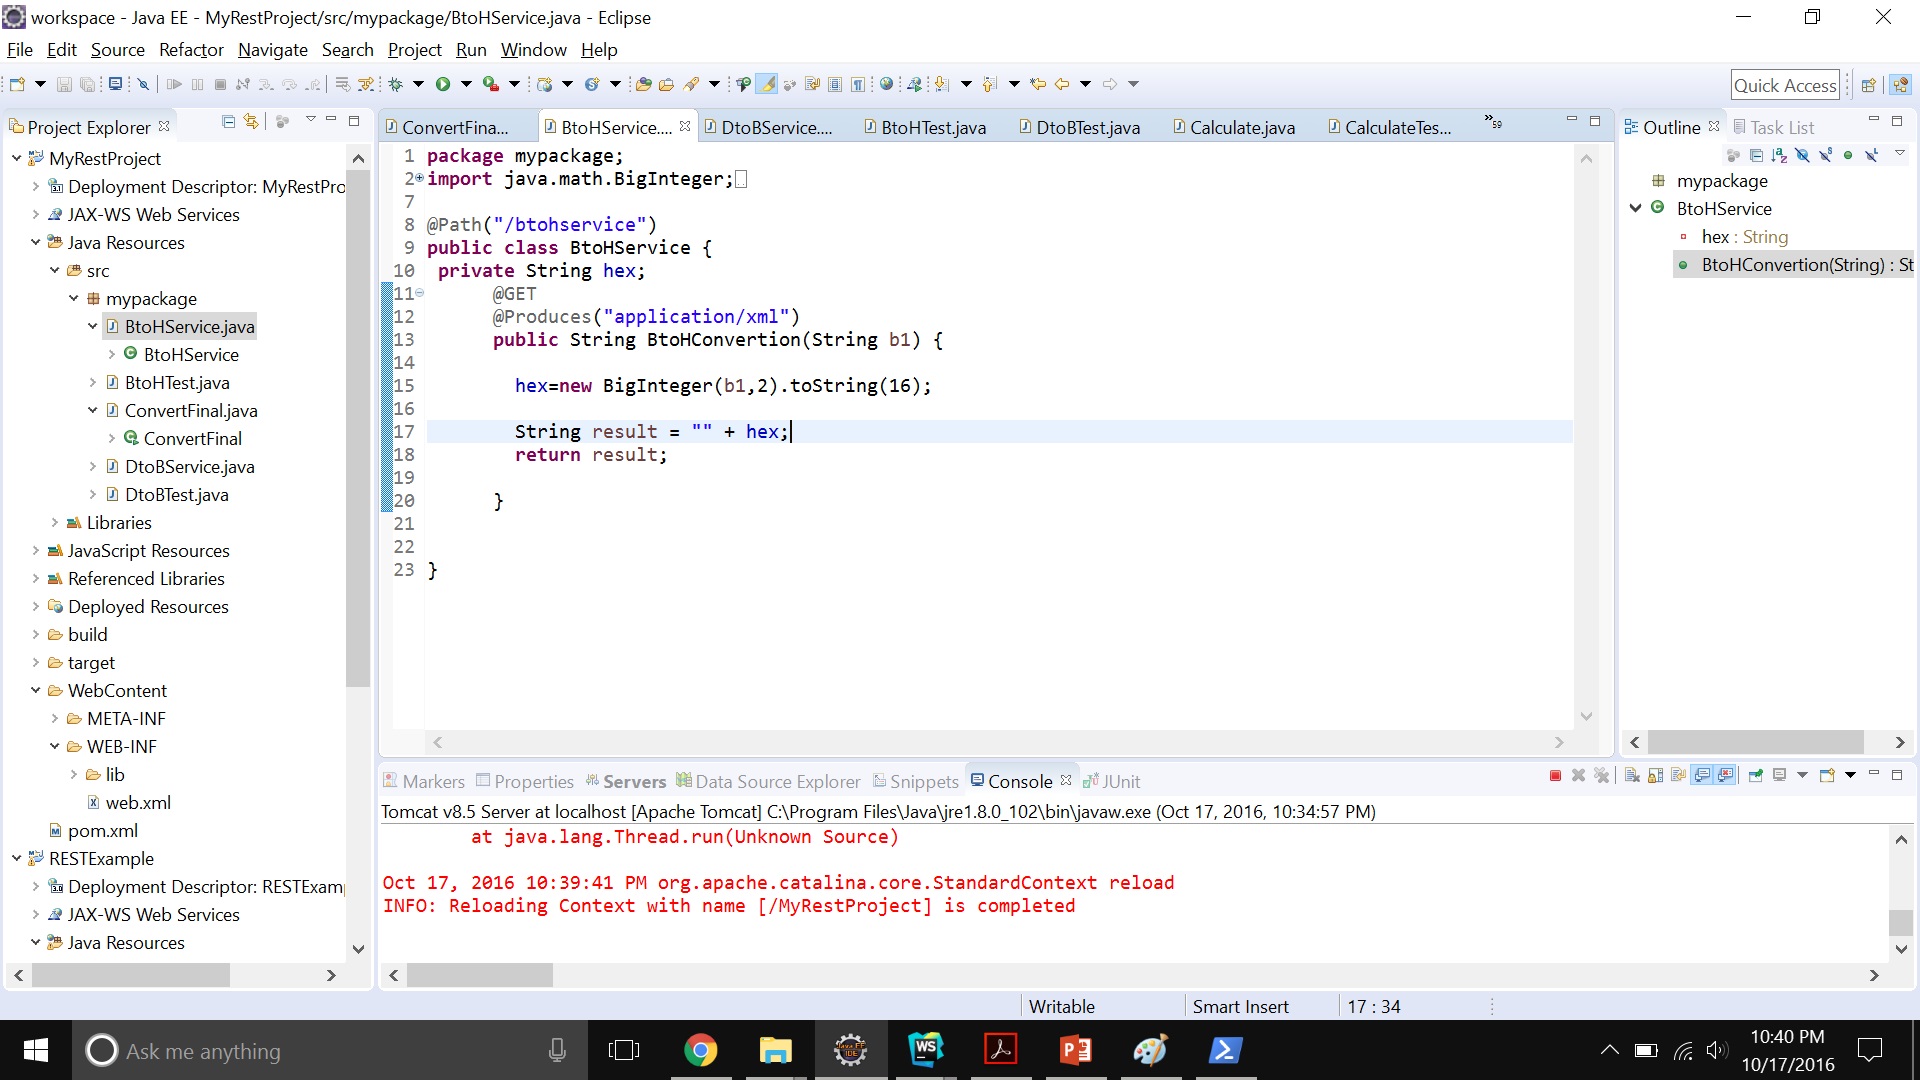 workspace - Java EE - MyRestProject/src/mypackage/BtoHService.java - Eclipse
File Edit Source Refactor Navigate Search Project Run Window Help
Quick Access
Project Explorer
MyRestProject
Deployment Descriptor: MyRestPro
JAX-WS Web Services
Java Resources
src
mypackage
BtoHService.java
BtoHService
BtoHTest.java
ConvertFinal.java
ConvertFinal
DtoBService.java
DtoBTest.java
Libraries
JavaScript Resources
Referenced Libraries
Deployed Resources
build
target
WebContent
META-INF
WEB-INF
lib
web.xml
pom.xml
RESTExample
Deployment Descriptor: RESTExam
JAX-WS Web Services
Java Resources
ConvertFina... BtoHService.... DtoBService.... BtoHTest.java DtoBTest.java Calculate.java CalculateTes... »59
1 package mypackage;
2 import java.math.BigInteger;
7
8 @Path("/btohservice")
9 public class BtoHService {
10 private String hex;
11 @GET
12 @Produces("application/xml")
13 public String BtoHConvertion(String b1) {
14
15 hex=new BigInteger(b1,2).toString(16);
16
17 String result = "" + hex;
18 return result;
19
20 }
21
22
23 }
Outline Task List
mypackage
BtoHService
hex : String
BtoHConvertion(String) : St
Markers Properties Servers Data Source Explorer Snippets Console JUnit
Tomcat v8.5 Server at localhost [Apache Tomcat] C:\Program Files\Java\jre1.8.0_102\bin\javaw.exe (Oct 17, 2016, 10:34:57 PM)
at java.lang.Thread.run(Unknown Source)
Oct 17, 2016 10:39:41 PM org.apache.catalina.core.StandardContext reload
INFO: Reloading Context with name [/MyRestProject] is completed
Writable Smart Insert 17 : 34
Ask me anything
WS
Java EE
IDE
10:40 PM
10/17/2016